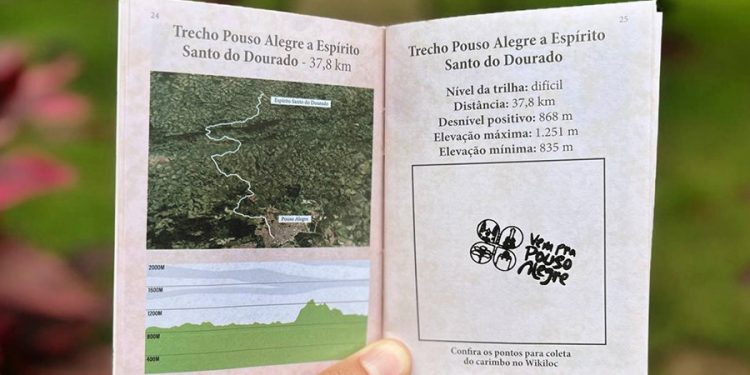 24
Trecho Pouso Alegre a Espírito
Santo do Dourado - 37,8 km
Espírito Santo do Dourado
Pouso Alegre
2000M
1600M
1200M
800M
400M
25
Trecho Pouso Alegre a Espírito
Santo do Dourado
Nível da trilha: difícil
Distância: 37,8 km
Desnível positivo: 868 m
Elevação máxima: 1.251 m
Elevação mínima: 835 m
Vem pra
Pouso
Alegre
Confira os pontos para coleta
do carimbo no Wikiloc